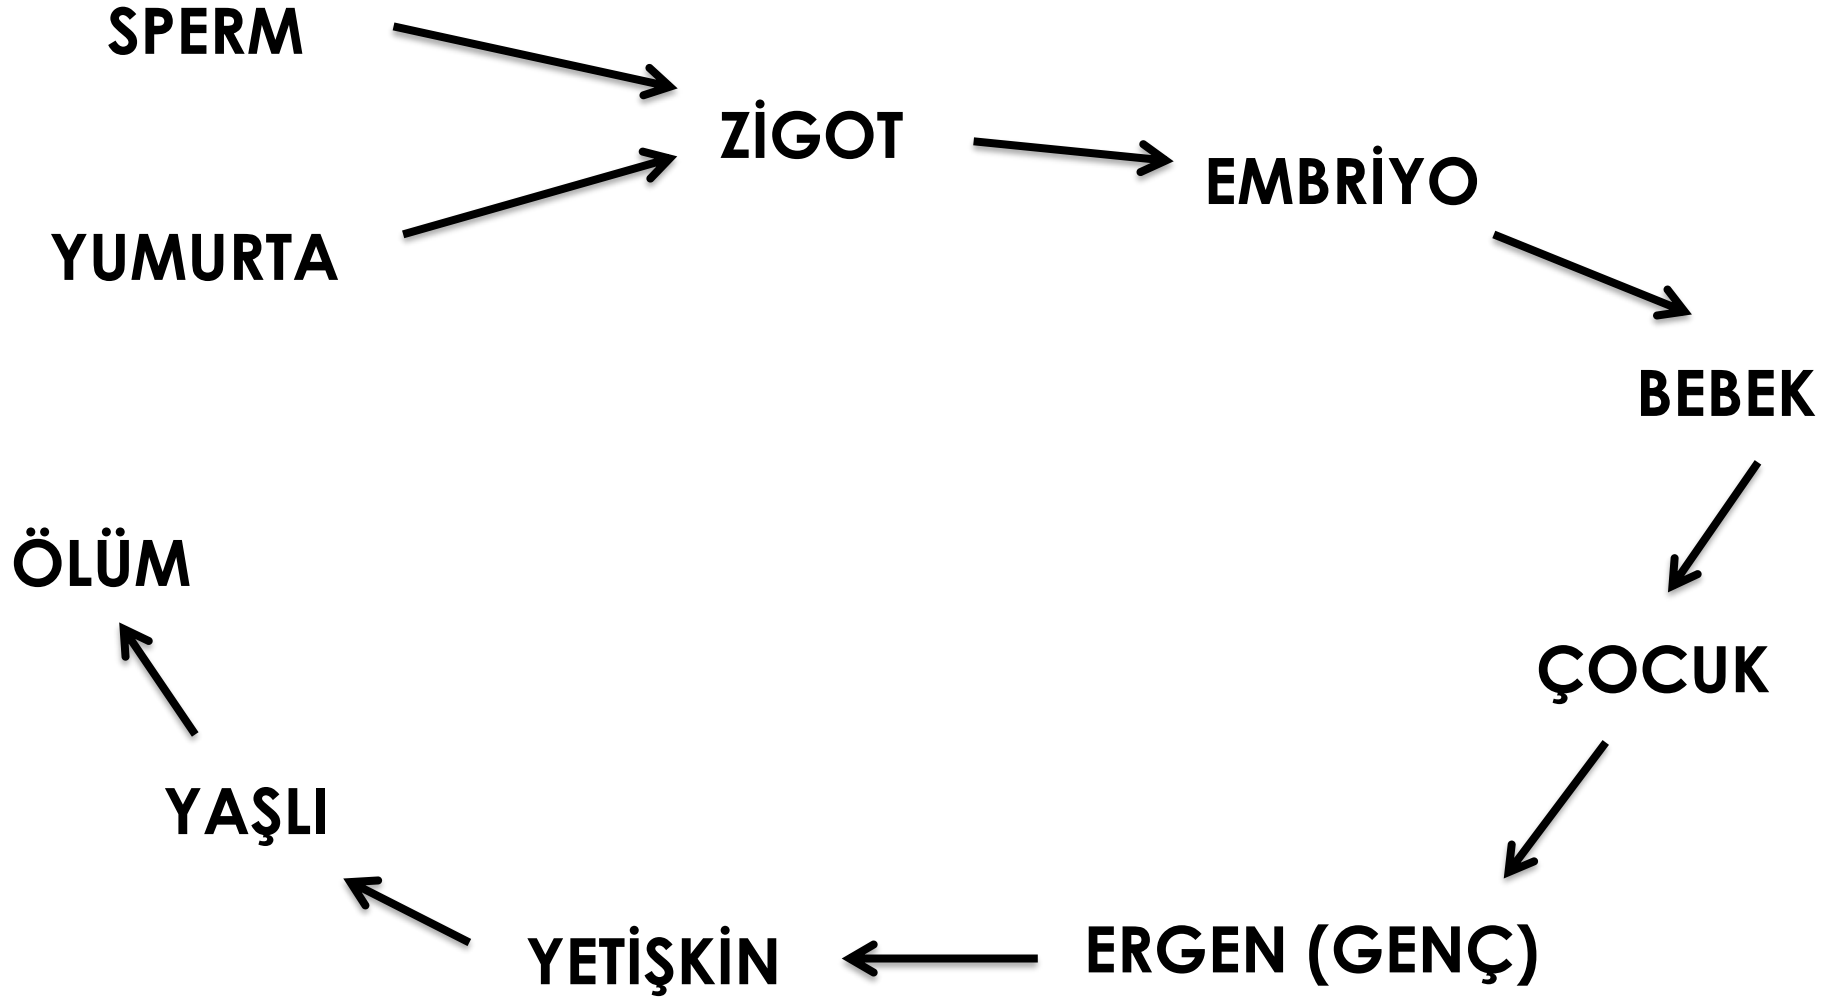 SPERM
YUMURTA
ZİGOT
EMBRİYO
BEBEK
ÇOCUK
ERGEN (GENÇ)
YETİŞKİN
YAŞLI
ÖLÜM